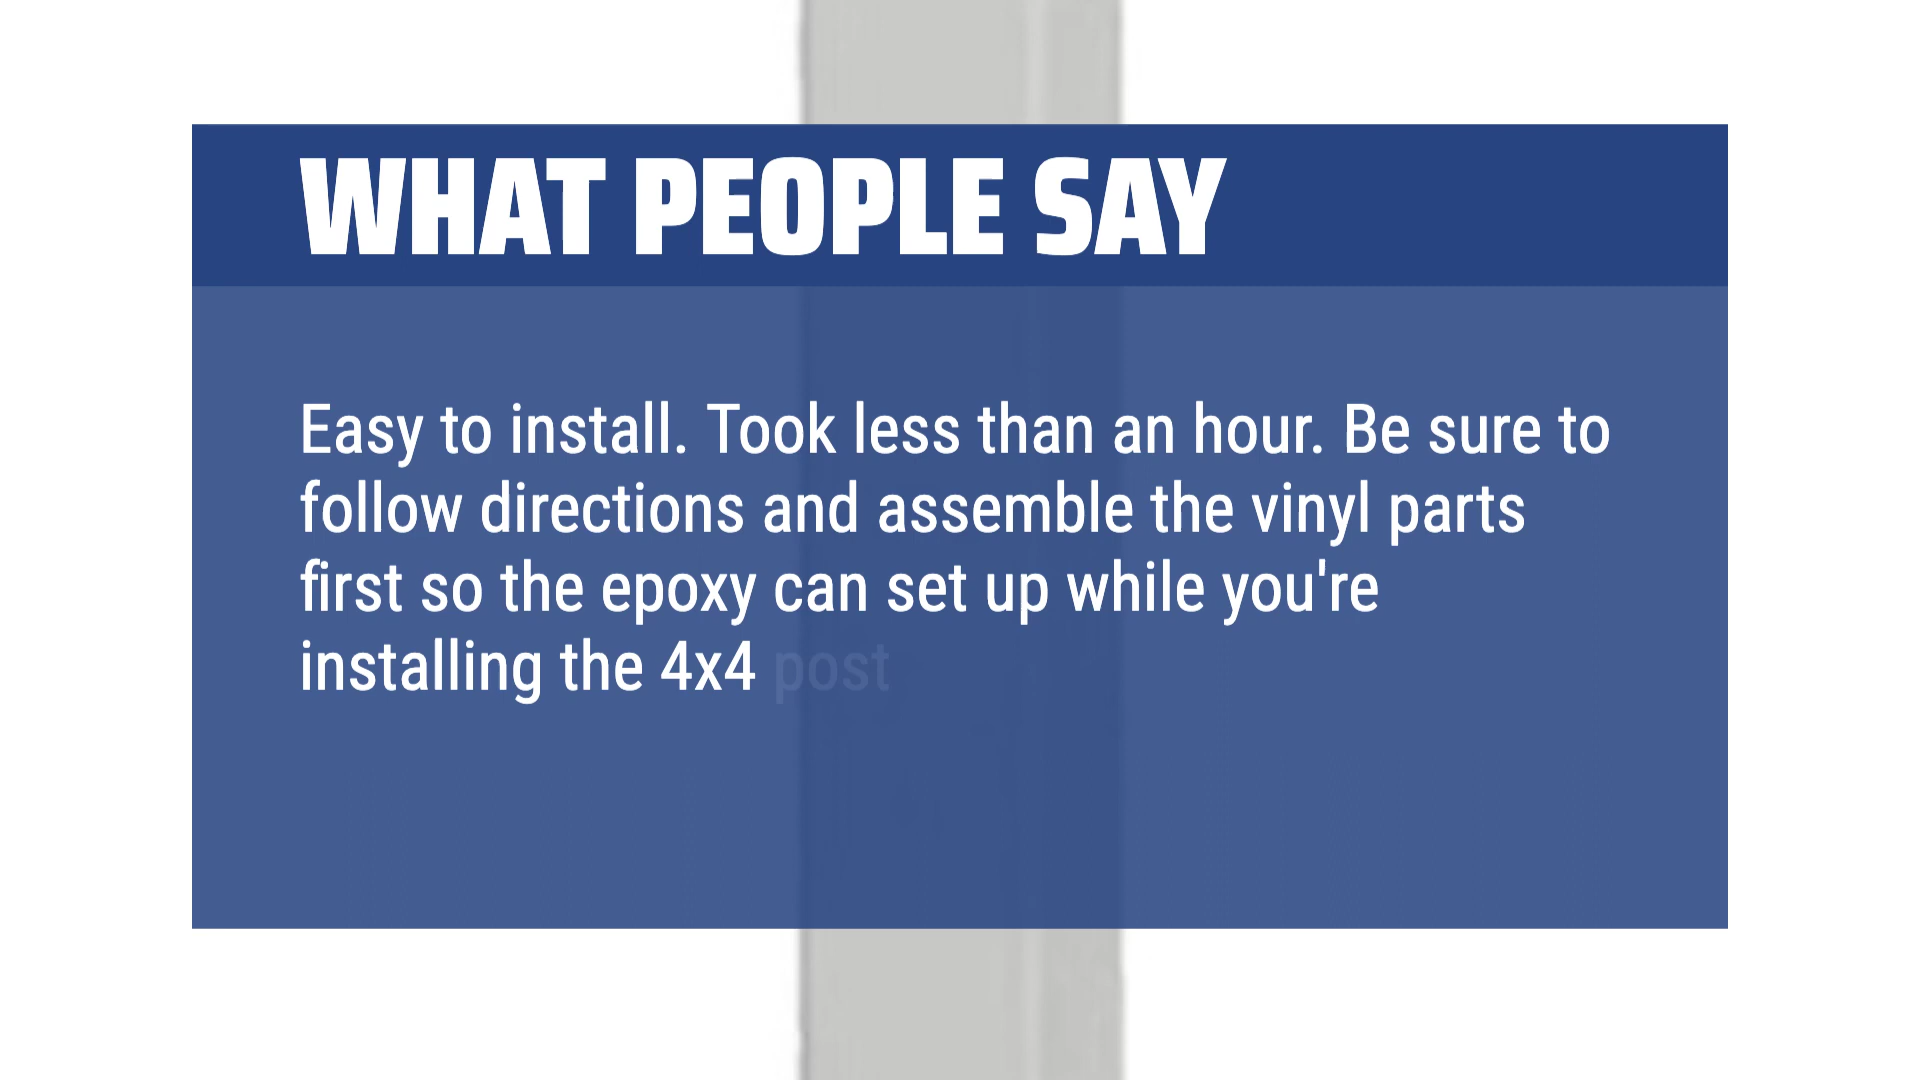 WHAT PEOPLE SAY
Easy to install. Took less than an hour. Be sure to
follow directions and assemble the vinyl parts
first so the epoxy can set up while you're
installing the 4x4 post